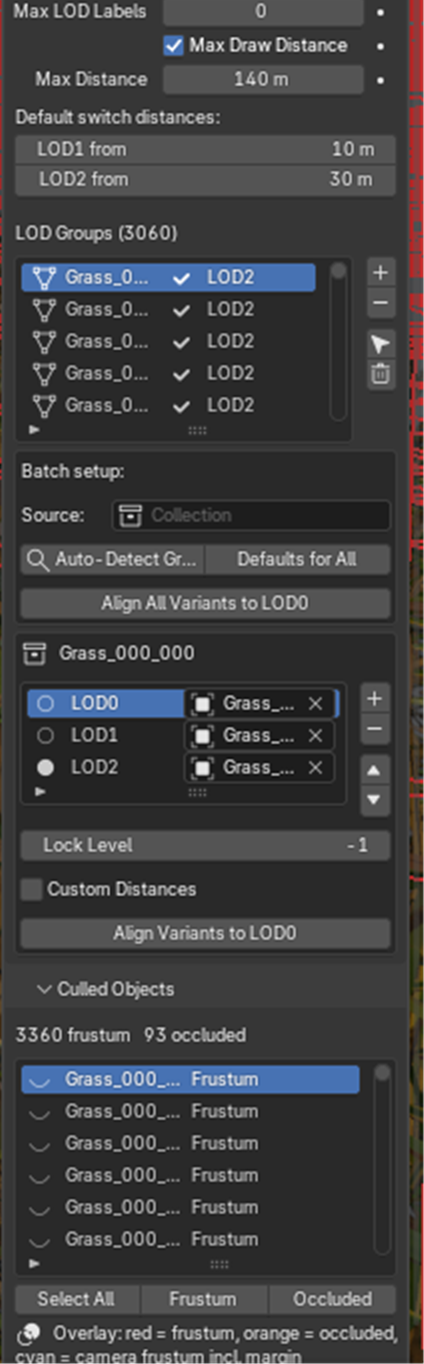 Max LOD Labels 0
Max Draw Distance
Max Distance 140 m
Default switch distances:
LOD1 from 10 m
LOD2 from 30 m
LOD Groups (3060)
Grass_0... LOD2
Grass_0... LOD2
Grass_0... LOD2
Grass_0... LOD2
Grass_0... LOD2
Batch setup:
Source: Collection
Auto-Detect Gr... Defaults for All
Align All Variants to LOD0
Grass_000_000
LOD0 Grass_...
LOD1 Grass_...
LOD2 Grass_...
Lock Level -1
Custom Distances
Align Variants to LOD0
Culled Objects
3360 frustum 93 occluded
Grass_000_... Frustum
Grass_000_... Frustum
Grass_000_... Frustum
Grass_000_... Frustum
Grass_000_... Frustum
Grass_000_... Frustum
Select All Frustum Occluded
Overlay: red = frustum, orange = occluded,
cyan = camera frustum incl. margin